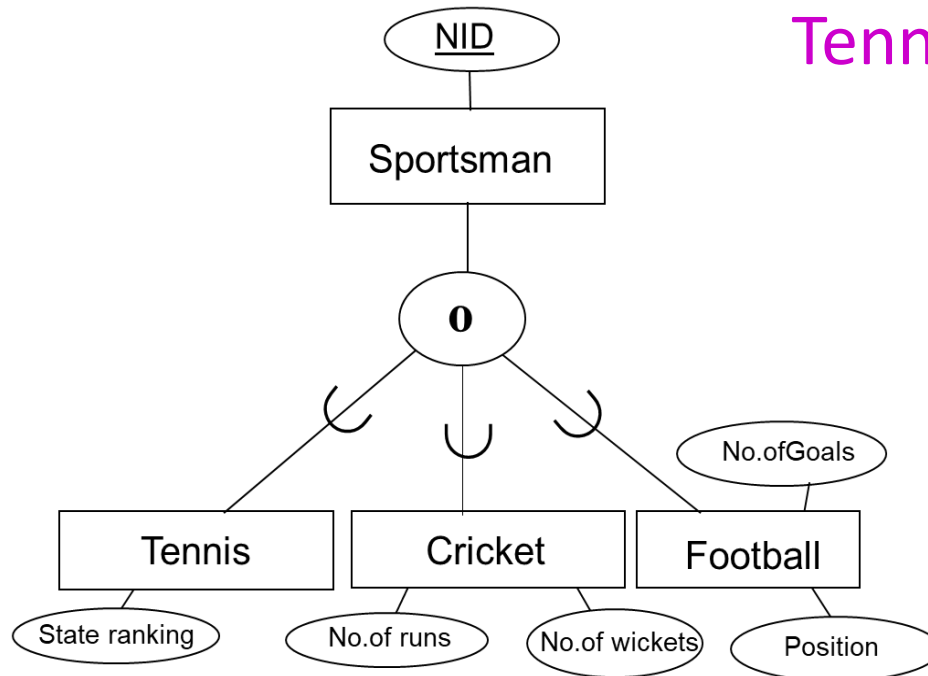 NID
Tenn
Sportsman
o
No.ofGoals
Tennis
Cricket
Football
State ranking
No.of runs
No.of wickets
Position